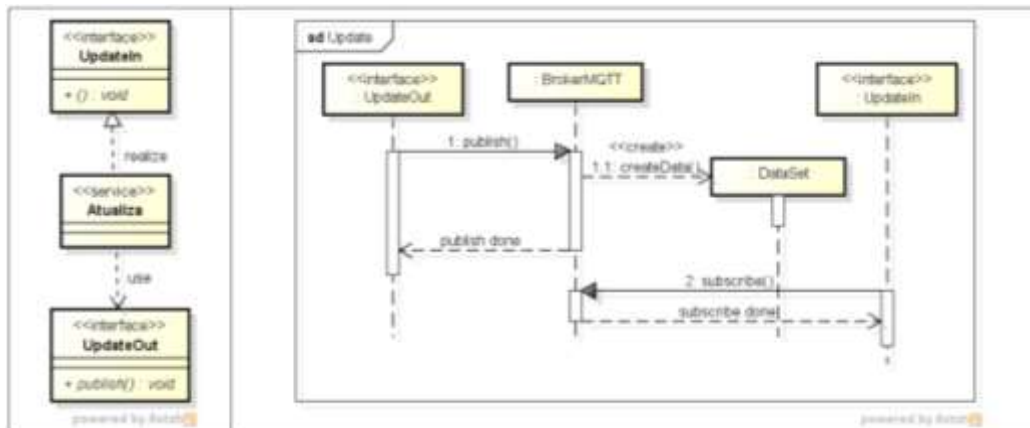 <<interface>>
UpdateIn
+ () : void
realize
<<service>>
Atualiza
use
<<interface>>
UpdateOut
+ publish() : void
powered by Astah
sd Update
<<interface>>
: UpdateOut
: BrokerMQTT
<<interface>>
: UpdateIn
1: publish()
<<create>>
1.1: createData()
DataSet
publish done
2: subscribe()
subscribe done
powered by Astah